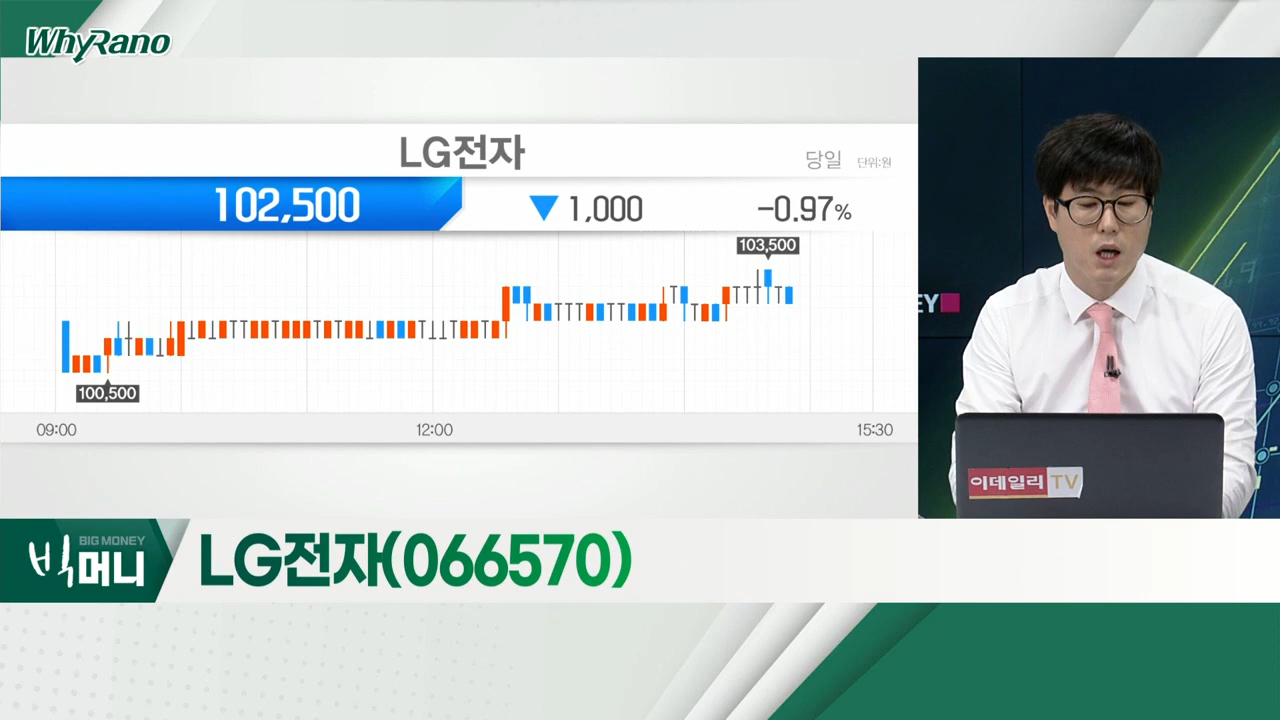 WhyRano
LG전자
당일 단위:원
102,500 ▼ 1,000 -0.97%
103,500
100,500
09:00 12:00 15:30
EY
이데일리 TV
BIG MONEY
빅머니
LG전자(066570)